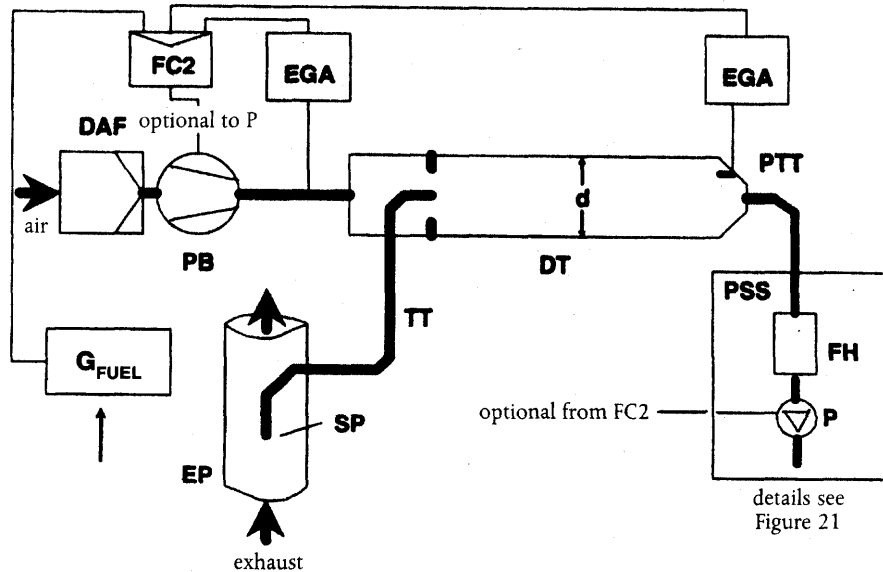 FC2
EGA
EGA
DAF
optional to P
PTT
air
d
PB
DT
PSS
TT
G FUEL
FH
optional from FC2
P
SP
EP
details see
Figure 21
exhaust